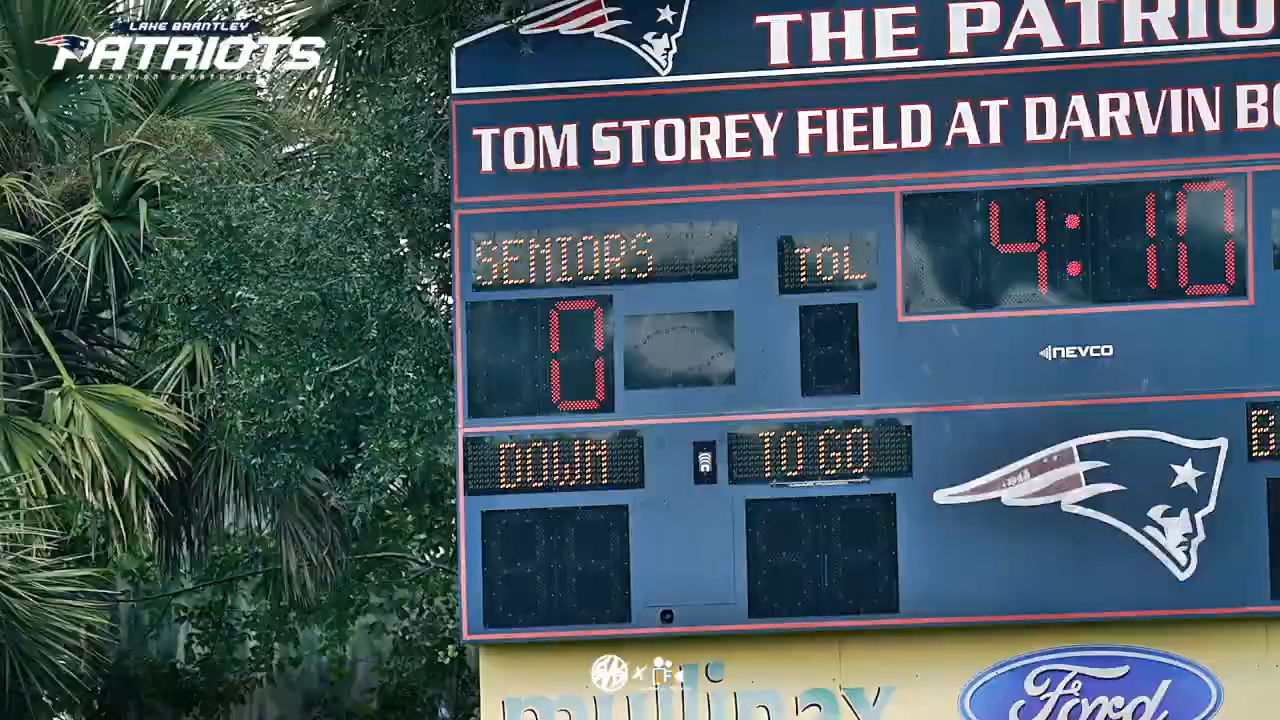 LAKE BRANTLEY
PATRIOTS
THE PATRIO
TOM STOREY FIELD AT DARVIN BO
SENIORS
TOL
4:10
0
NEVCO
DOWN
TO GO
B
mullinax
Ford